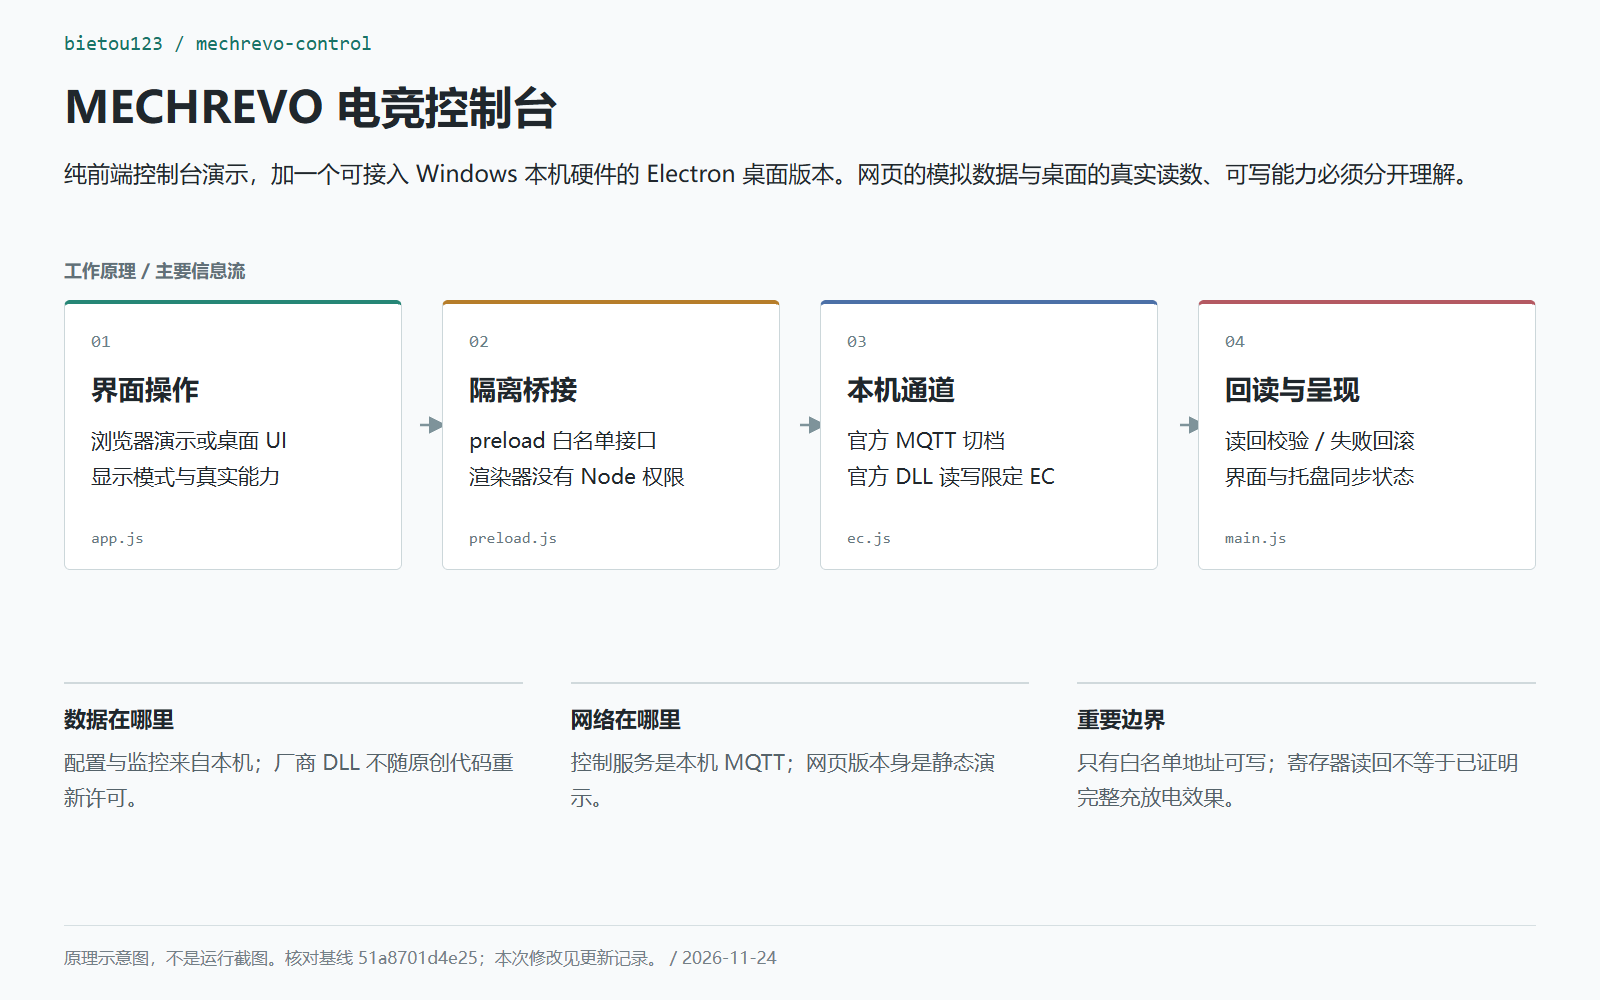 bietou123 / mechrevo-control
MECHREVO 电竞控制台
纯前端控制台演示，加一个可接入 Windows 本机硬件的 Electron 桌面版本。网页的模拟数据与桌面的真实读数、可写能力必须分开理解。
工作原理 / 主要信息流
01
界面操作
浏览器演示或桌面 UI
显示模式与真实能力
app.js
02
隔离桥接
preload 白名单接口
渲染器没有 Node 权限
preload.js
03
本机通道
官方 MQTT 切档
官方 DLL 读写限定 EC
ec.js
04
回读与呈现
读回校验 / 失败回滚
界面与托盘同步状态
main.js
数据在哪里
配置与监控来自本机；厂商 DLL 不随原创代码重
新许可。
网络在哪里
控制服务是本机 MQTT；网页版本身是静态演
示。
重要边界
只有白名单地址可写；寄存器读回不等于已证明
完整充放电效果。
原理示意图，不是运行截图。核对基线 51a8701d4e25；本次修改见更新记录。 / 2026-11-24